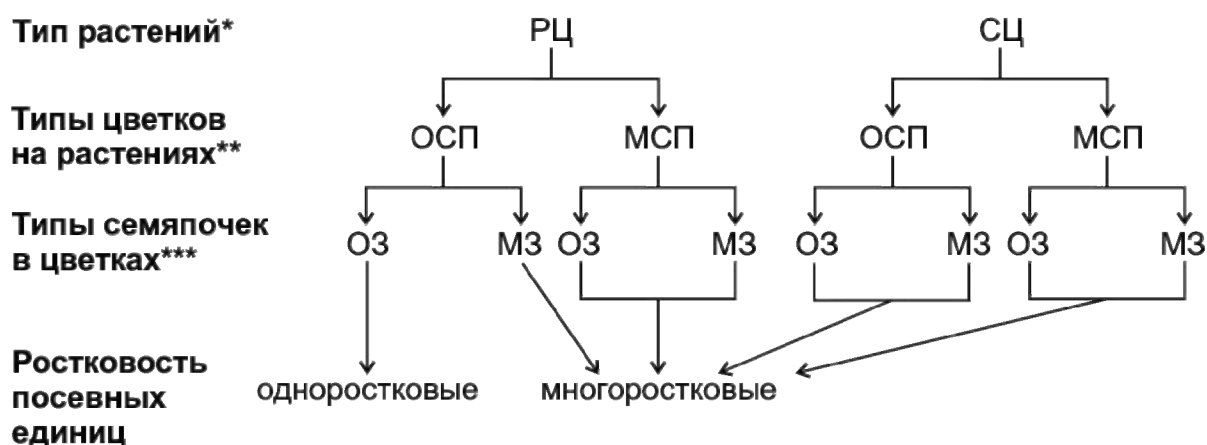 Тип растений* РЦ СЦ
Типы цветков
на растениях** ОСП МСП ОСП МСП
Типы семяпочек
в цветках*** ОЗ МЗ ОЗ МЗ ОЗ МЗ ОЗ МЗ
Ростковость
посевных одноростковые многоростковые
единиц